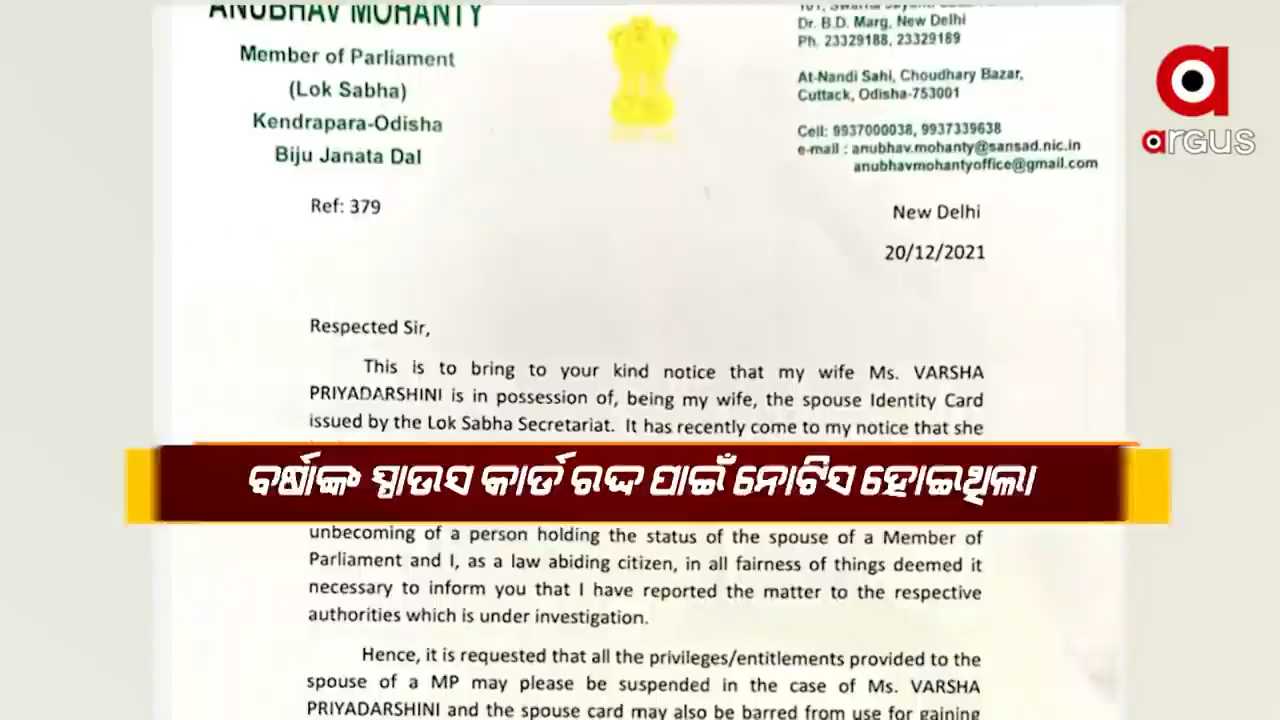 ANUBHAV MOHANTY
Member of Parliament
(Lok Sabha)
Kendrapara-Odisha
Biju Janata Dal
Dr. B.D. Marg, New Delhi
Ph. 23329188, 23329189
At-Nandi Sahi, Choudhary Bazar,
Cuttack, Odisha-753001
Cell: 9937000038, 9937339638
e-mail : anubhav.mohanty@sansad.nic.in
anubhavmohantyoffice@gmail.com
argus
Ref: 379
New Delhi
20/12/2021
Respected Sir,
This is to bring to your kind notice that my wife Ms. VARSHA
PRIYADARSHINI is in possession of, being my wife, the spouse Identity Card
issued by the Lok Sabha Secretariat. It has recently come to my notice that she
ବର୍ଷାଙ୍କ ସ୍ପାଉସ କାର୍ଡ ରଦ୍ଦ ପାଇଁ ନୋଟିସ ହୋଇଥିଲା
unbecoming of a person holding the status of the spouse of a Member of
Parliament and I, as a law abiding citizen, in all fairness of things deemed it
necessary to inform you that I have reported the matter to the respective
authorities which is under investigation.
Hence, it is requested that all the privileges/entitlements provided to the
spouse of a MP may please be suspended in the case of Ms. VARSHA
PRIYADARSHINI and the spouse card may also be barred from use for gaining